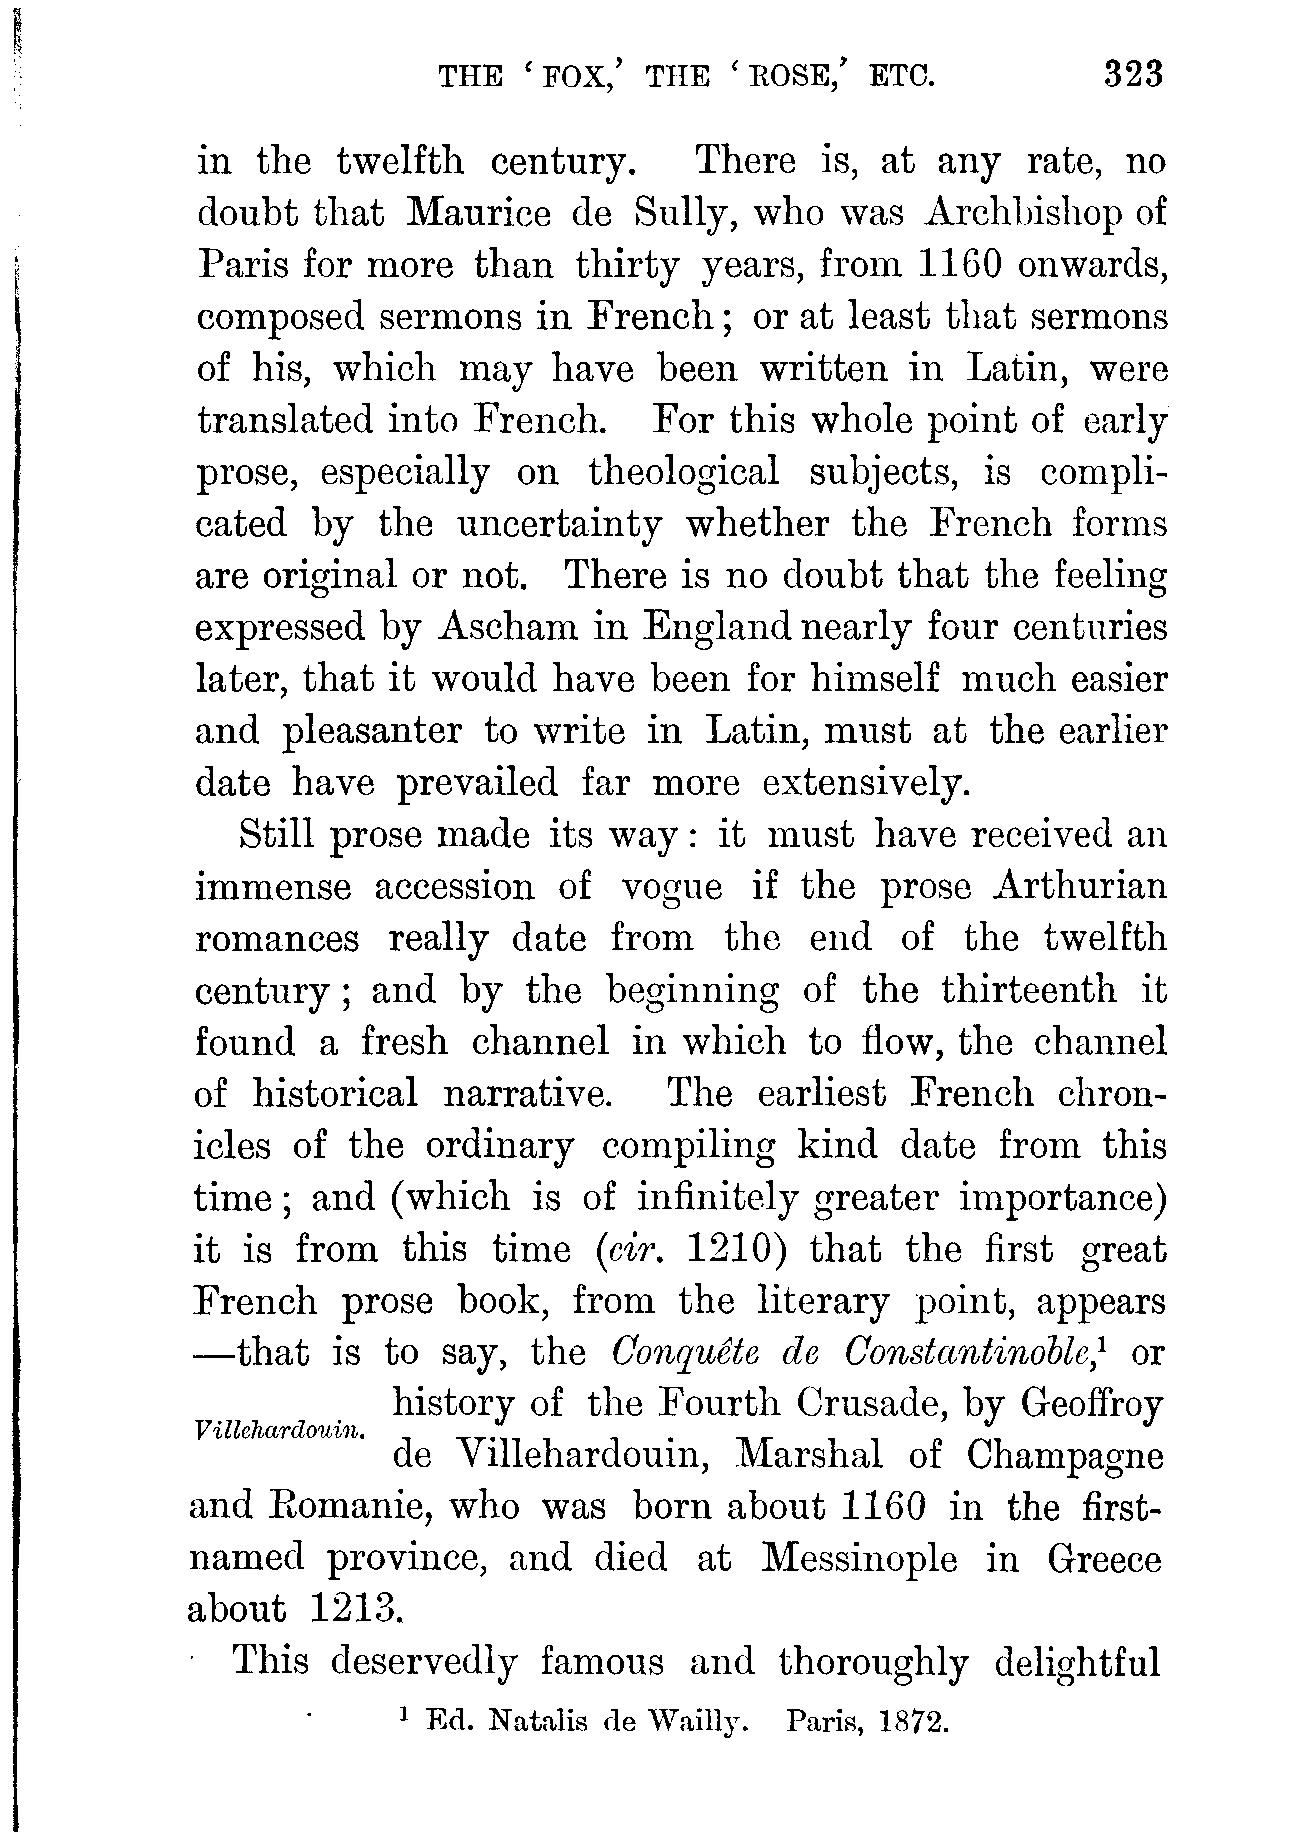 THE ‘FOX,’ THE ‘ROSE,’ ETC. 323
in the twelfth century. There is, at any rate, no
doubt that Maurice de Sully, who was Archbishop of
Paris for more than thirty years, from 1160 onwards,
composed sermons in French; or at least that sermons
of his, which may have been written in Latin, were
translated into French. For this whole point of early
prose, especially on theological subjects, is compli-
cated by the uncertainty whether the French forms
are original or not. There is no doubt that the feeling
expressed by Ascham in England nearly four centuries
later, that it would have been for himself much easier
and pleasanter to write in Latin, must at the earlier
date have prevailed far more extensively.
Still prose made its way: it must have received an
immense accession of vogue if the prose Arthurian
romances really date from the end of the twelfth
century; and by the beginning of the thirteenth it
found a fresh channel in which to flow, the channel
of historical narrative. The earliest French chron-
icles of the ordinary compiling kind date from this
time; and (which is of infinitely greater importance)
it is from this time (cir. 1210) that the first great
French prose book, from the literary point, appears
—that is to say, the Conquête de Constantinoble,¹ or
history of the Fourth Crusade, by Geoffroy
Villehardouin.
de Villehardouin, Marshal of Champagne
and Romanie, who was born about 1160 in the first-
named province, and died at Messinople in Greece
about 1213.
This deservedly famous and thoroughly delightful
¹ Ed. Natalis de Wailly. Paris, 1872.